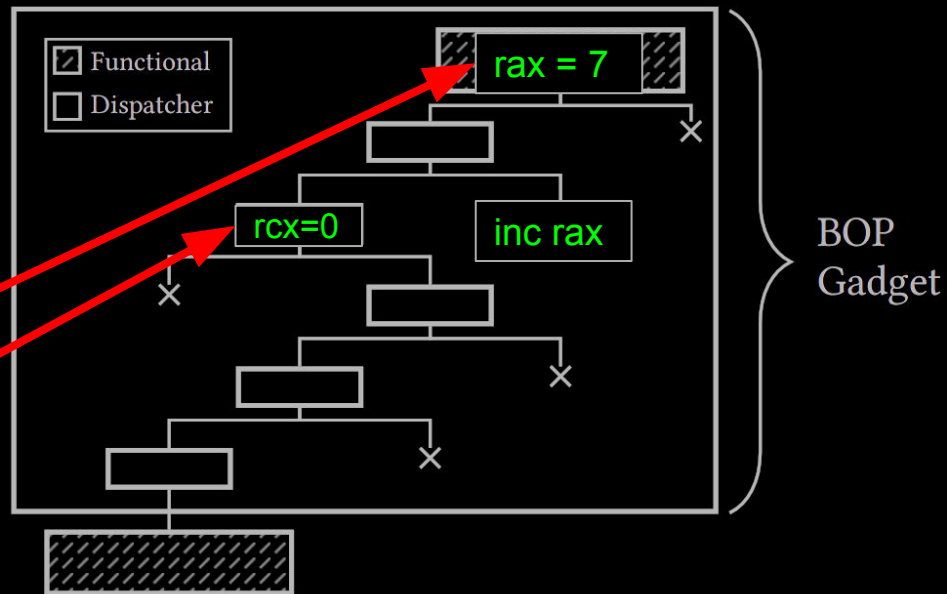 Functional
Dispatcher
rax = 7
rcx=0
inc rax
BOP
Gadget